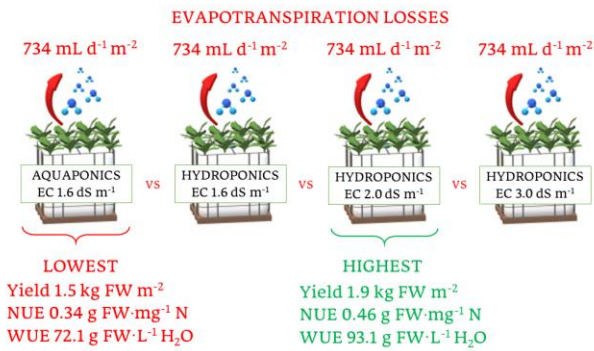 EVAPOTRANSPIRATION LOSSES
734 mL d⁻¹ m⁻² 734 mL d⁻¹ m⁻² 734 mL d⁻¹ m⁻² 734 mL d⁻¹ m⁻²
AQUAPONICS
EC 1.6 dS m⁻¹
vs
HYDROPONICS
EC 1.6 dS m⁻¹
vs
HYDROPONICS
EC 2.0 dS m⁻¹
vs
HYDROPONICS
EC 3.0 dS m⁻¹
LOWEST
Yield 1.5 kg FW m⁻²
NUE 0.34 g FW·mg⁻¹ N
WUE 72.1 g FW·L⁻¹ H₂O
HIGHEST
Yield 1.9 kg FW m⁻²
NUE 0.46 g FW·mg⁻¹ N
WUE 93.1 g FW·L⁻¹ H₂O